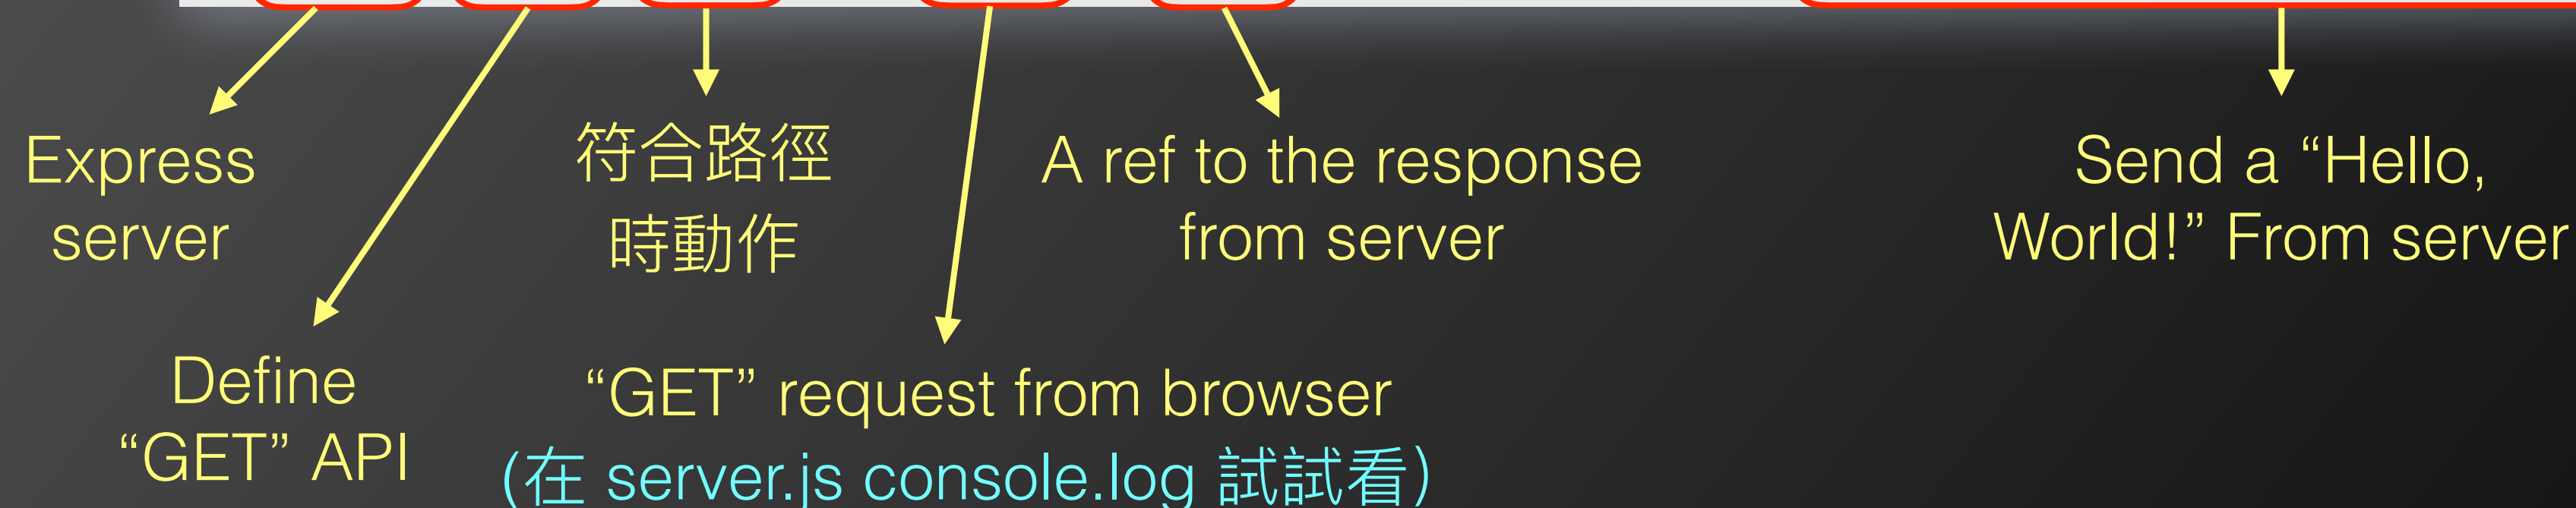 Express
server
符合路徑
時動作
A ref to the response
from server
Send a “Hello,
World!” From server
Define
“GET” API
“GET” request from browser
(在 server.js console.log 試試看)